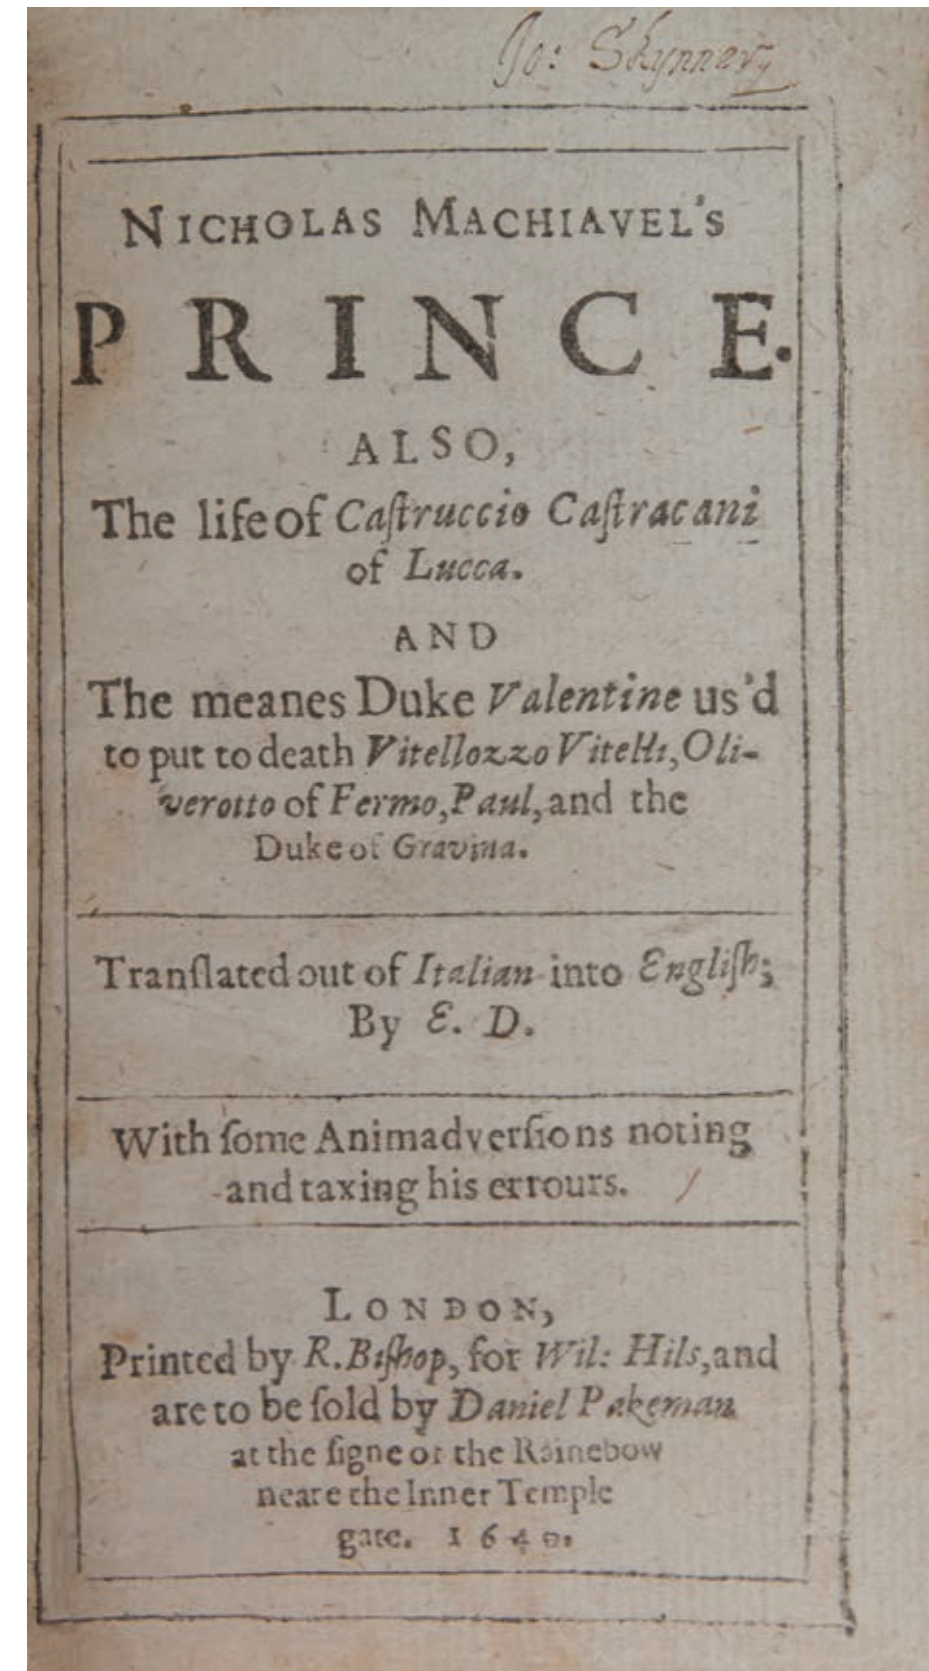 Jo: Skynner
NICHOLAS MACHIAVEL'S
PRINCE.
ALSO,
The life of Caſtruccio Caſtracani
of Lucca.
AND
The meanes Duke Valentine us'd
to put to death Vitellozzo Vitelli, Oli-
verotto of Fermo, Paul, and the
Duke of Gravina.
Tranſlated out of Italian into Engliſh;
By E. D.
With ſome Animadverſions noting
and taxing his errours.
LONDON,
Printed by R. Biſhop, for Wil: Hils, and
are to be ſold by Daniel Pakeman
at the ſigne of the Rainebow
neare the Inner Temple
gate. 1640.